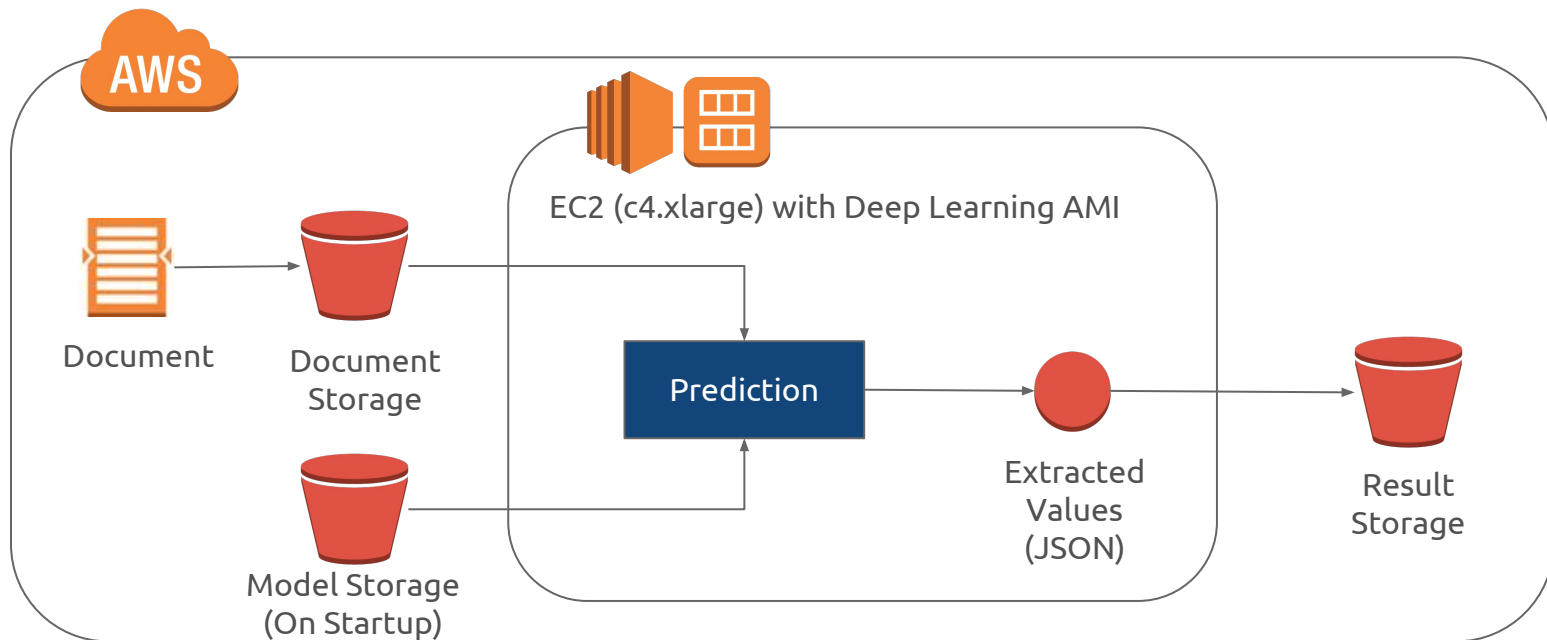 AWS
EC2 (c4.xlarge) with Deep Learning AMI
Document
Document
Storage
Prediction
Extracted
Values
(JSON)
Result
Storage
Model Storage
(On Startup)